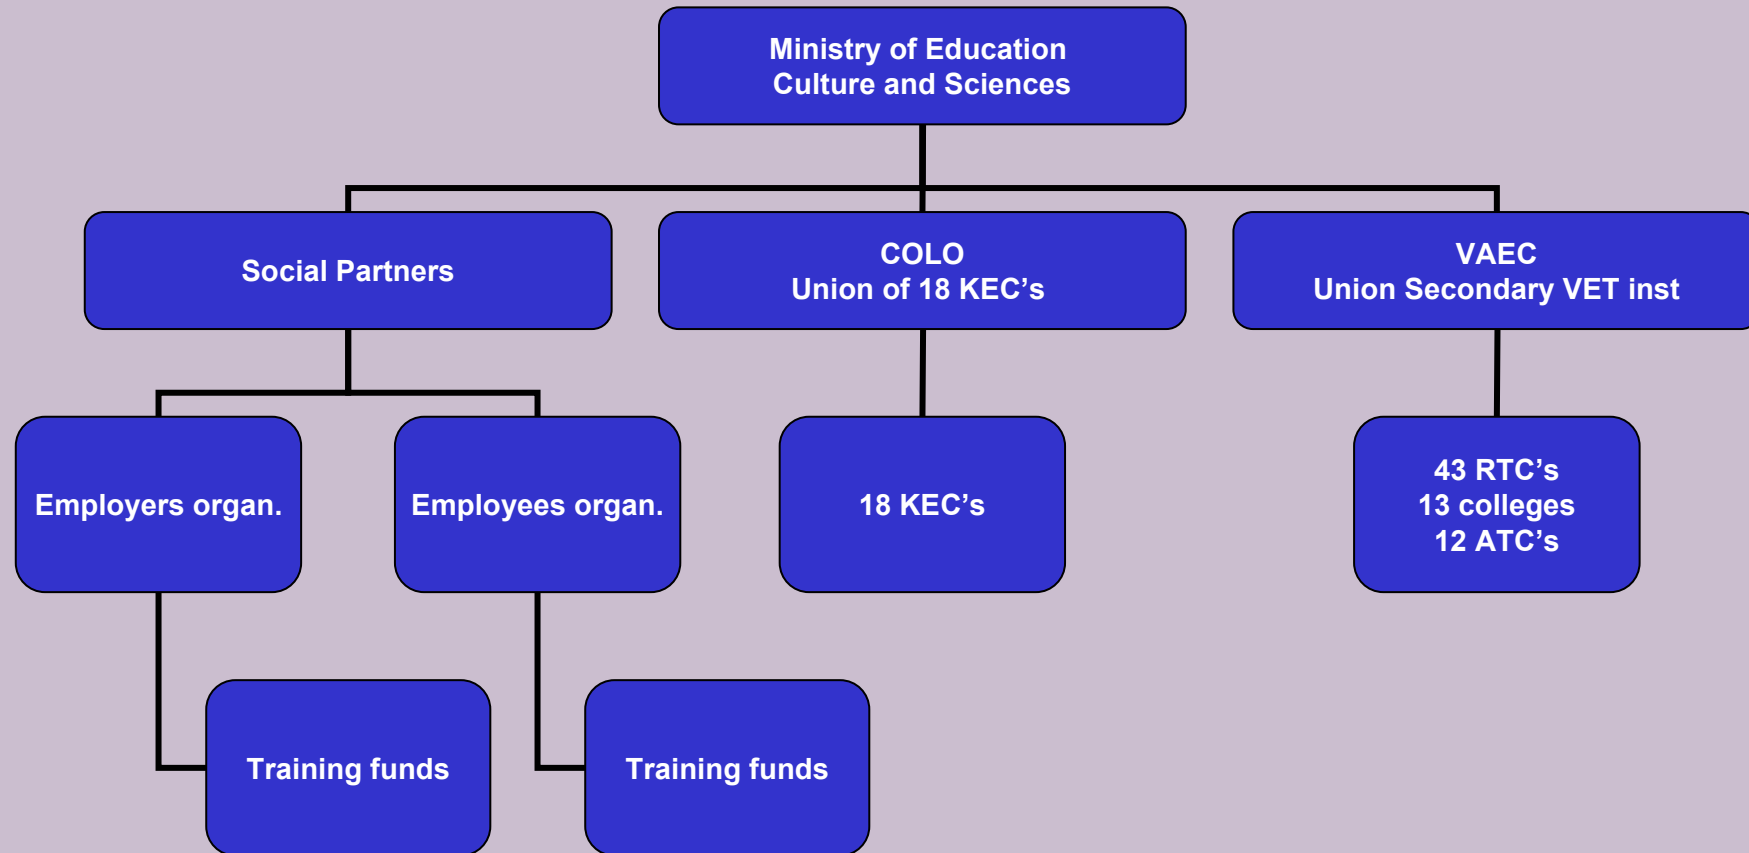 Ministry of Education
Culture and Sciences
Social Partners
COLO
Union of 18 KEC’s
VAEC
Union Secondary VET inst
Employers organ.
Employees organ.
18 KEC’s
43 RTC’s
13 colleges
12 ATC’s
Training funds
Training funds